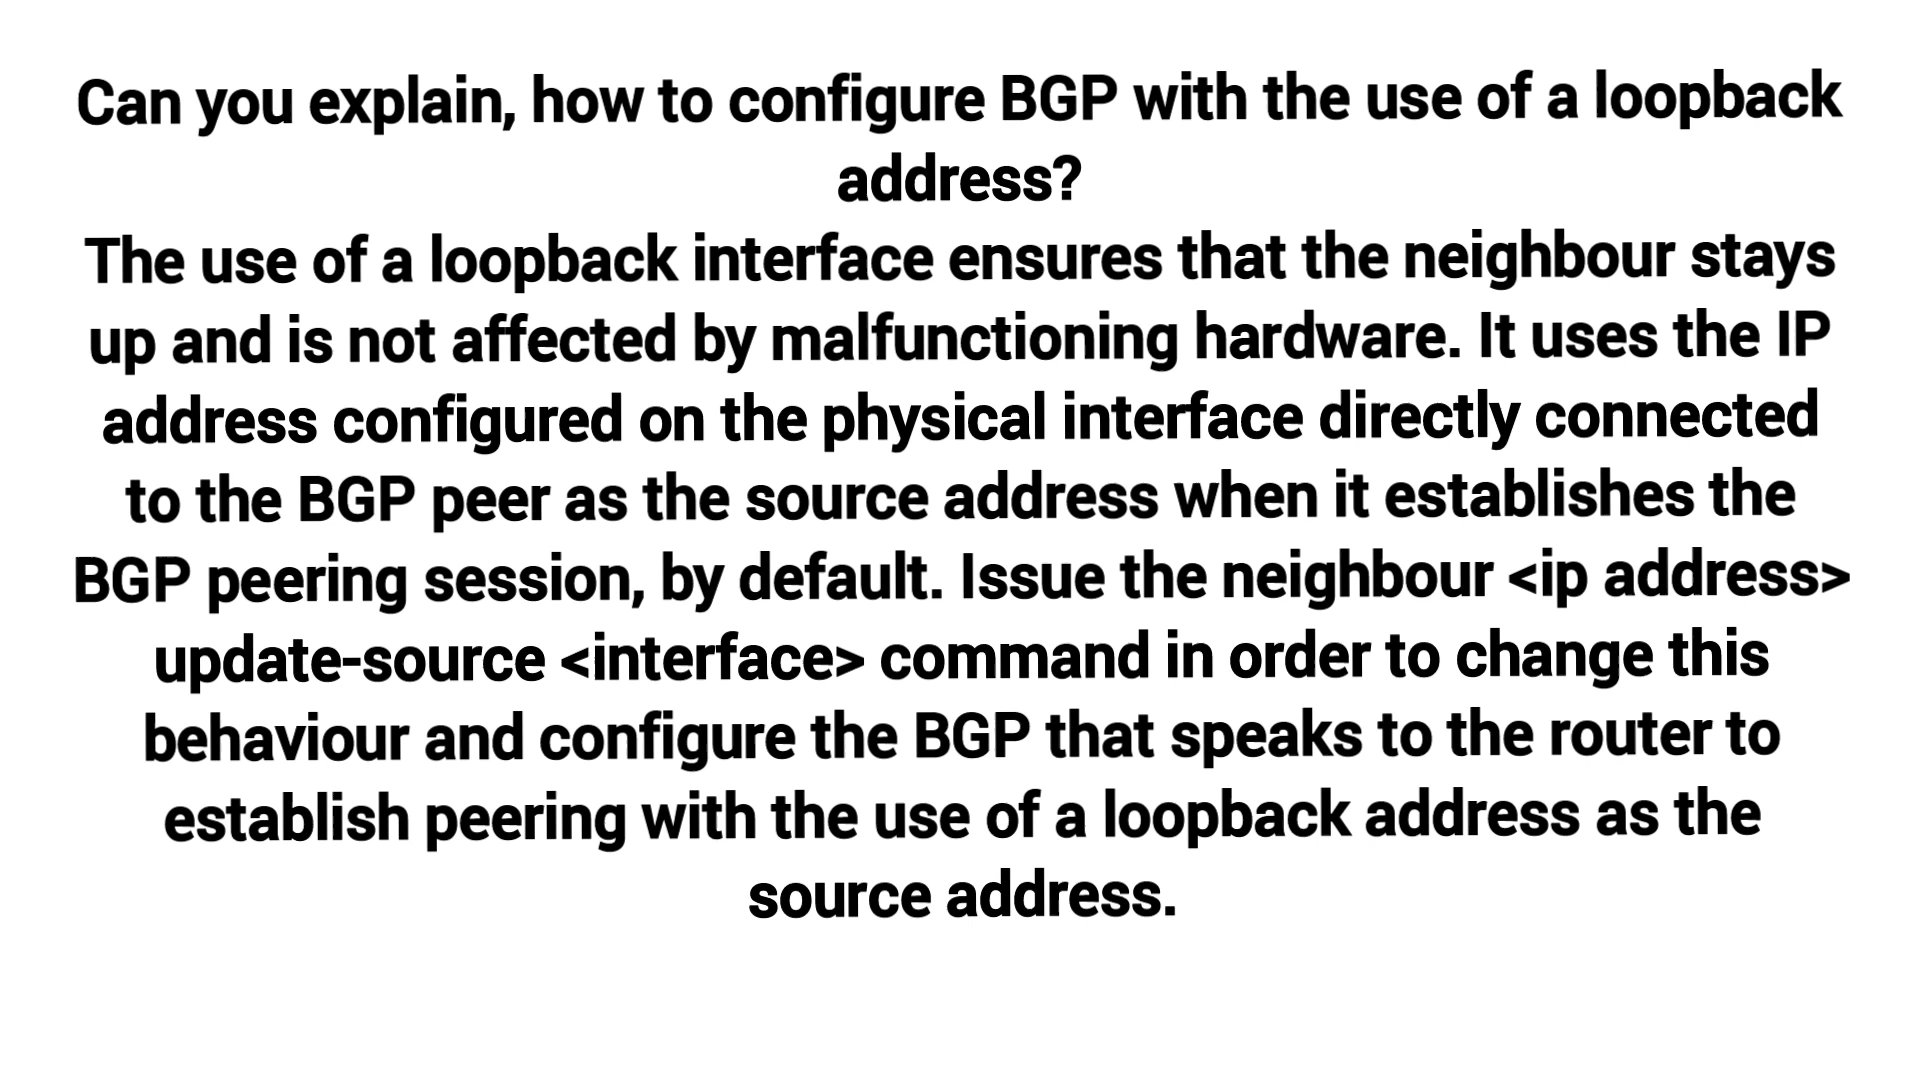 Can you explain, how to configure BGP with the use of a loopback
address?
The use of a loopback interface ensures that the neighbour stays
up and is not affected by malfunctioning hardware. It uses the IP
address configured on the physical interface directly connected
to the BGP peer as the source address when it establishes the
BGP peering session, by default. Issue the neighbour <ip address>
update-source <interface> command in order to change this
behaviour and configure the BGP that speaks to the router to
establish peering with the use of a loopback address as the
source address.